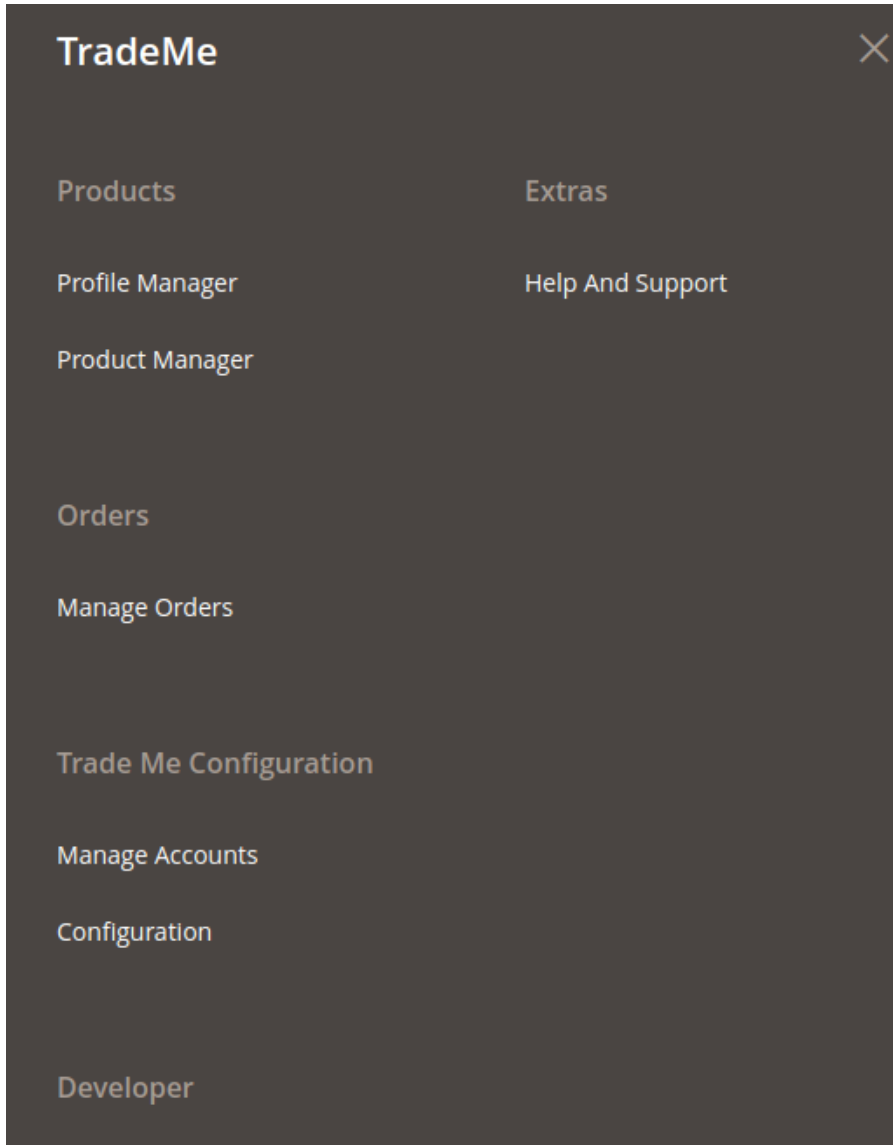 TradeMe
Products
Profile Manager
Product Manager
Orders
Manage Orders
Trade Me Configuration
Manage Accounts
Configuration
Developer
Extras
Help And Support